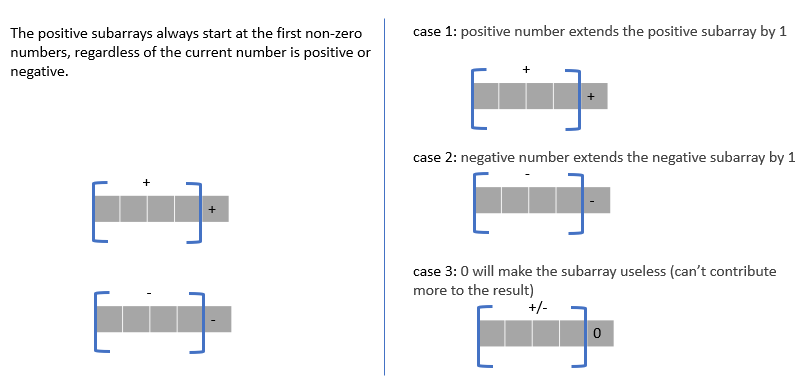 The positive subarrays always start at the first non-zero
numbers, regardless of the current number is positive or
negative.
+
+
-
-
case 1: positive number extends the positive subarray by 1
+
+
case 2: negative number extends the negative subarray by 1
-
-
case 3: 0 will make the subarray useless (can't contribute
more to the result)
+/-
0